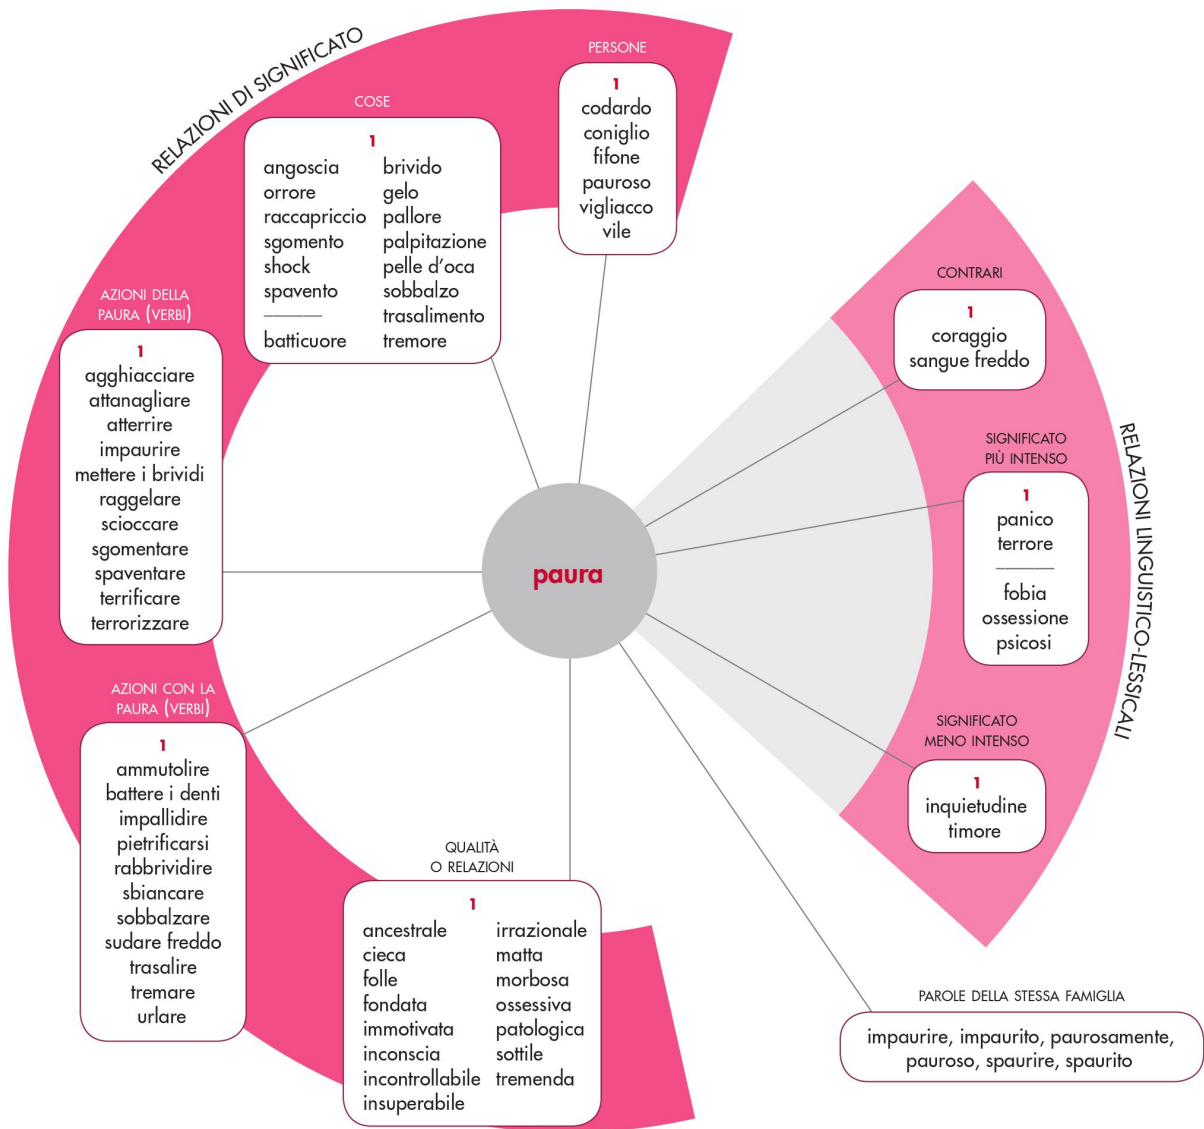 RELAZIONI DI SIGNIFICATO
PERSONE
1
codardo
coniglio
fifone
pauroso
vigliacco
vile
COSE
1
angoscia
orrore
raccapriccio
sgomento
shock
spavento
batticuore
brivido
gelo
pallore
palpitazione
pelle d'oca
sobbalzo
trasalimento
tremore
AZIONI DELLA
PAURA (VERBI)
1
agghiacciare
attanagliare
atterrire
impaurire
mettere i brividi
raggelare
scioccare
sgomentare
spaventare
terrificare
terrorizzare
AZIONI CON LA
PAURA (VERBI)
1
ammutolire
battere i denti
impallidire
pietrificarsi
rabbrividire
sbiancare
sobbalzare
sudare freddo
trasalire
tremare
urlare
QUALITÀ
O RELAZIONI
1
ancestrale
cieca
folle
fondata
immotivata
inconscia
incontrollabile
insuperabile
irrazionale
matta
morbosa
ossessiva
patologica
sottile
tremenda
paura
RELAZIONI LINGUISTICO-LESSICALI
CONTRARI
1
coraggio
sangue freddo
SIGNIFICATO
PIÙ INTENSO
1
panico
terrore
fobia
ossessione
psicosi
SIGNIFICATO
MENO INTENSO
1
inquietudine
timore
PAROLE DELLA STESSA FAMIGLIA
impaurire, impaurito, paurosamente,
pauroso, spaurire, spaurito